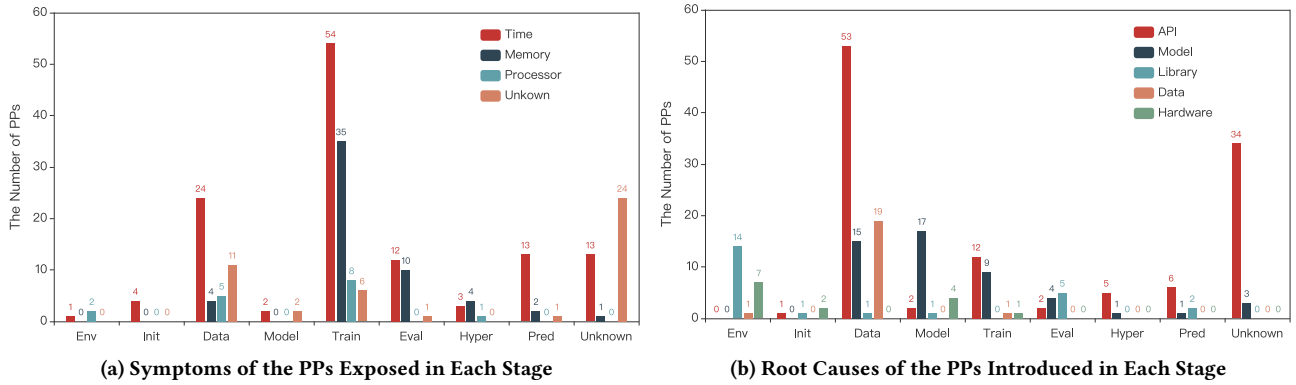 60
50
40
30
20
10
0
The Number of PPs
Time
Memory
Processor
Unkown
1 0 2 0
4 0 0 0
24 4 5 11
2 0 0 2
54 35 8 6
12 10 0 1
3 4 1 0
13 2 0 1
13 1 0 24
Env Init Data Model Train Eval Hyper Pred Unknown
(a) Symptoms of the PPs Exposed in Each Stage
60
50
40
30
20
10
0
The Number of PPs
API
Model
Library
Data
Hardware
0 0 14 1 7
1 0 1 0 2
53 15 1 19 0
2 17 1 0 4
12 9 0 1 1
2 4 5 0 0
5 1 0 0 0
6 1 2 0 0
34 3 0 0 0
Env Init Data Model Train Eval Hyper Pred Unknown
(b) Root Causes of the PPs Introduced in Each Stage